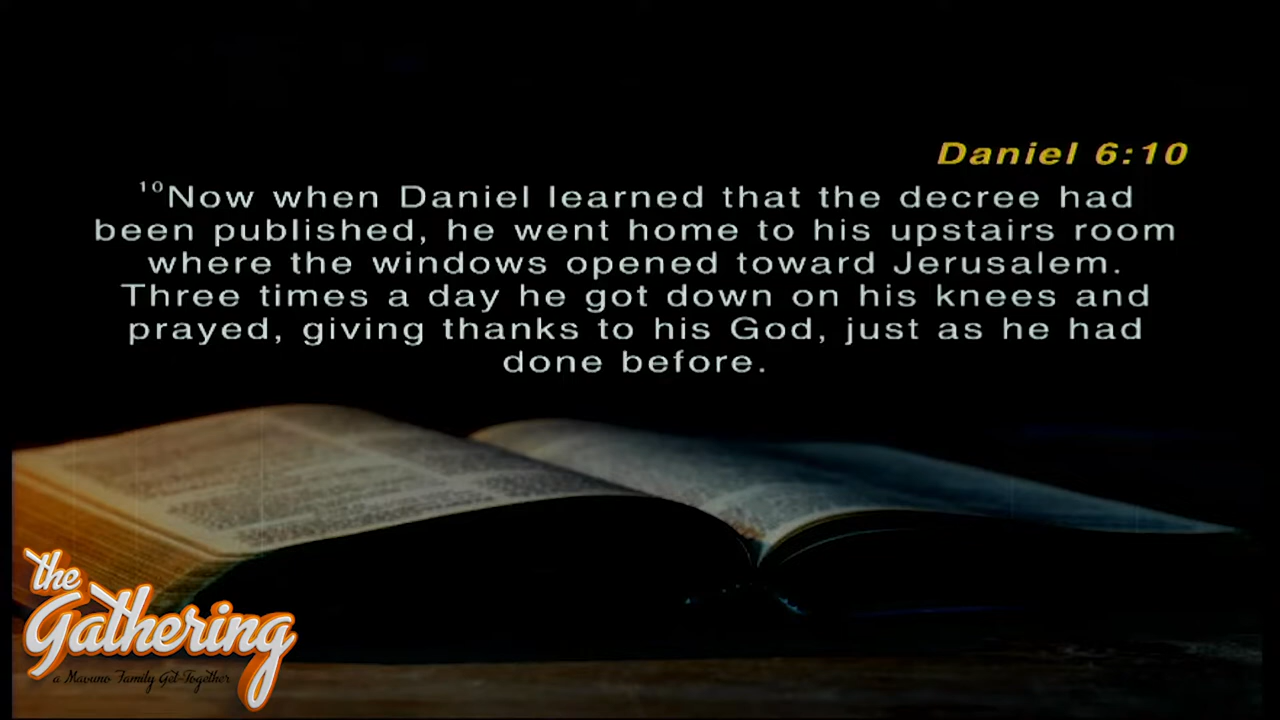 Daniel 6:10
¹⁰Now when Daniel learned that the decree had
been published, he went home to his upstairs room
where the windows opened toward Jerusalem.
Three times a day he got down on his knees and
prayed, giving thanks to his God, just as he had
done before.
the
Gathering
a Mavuno Family Get-Together